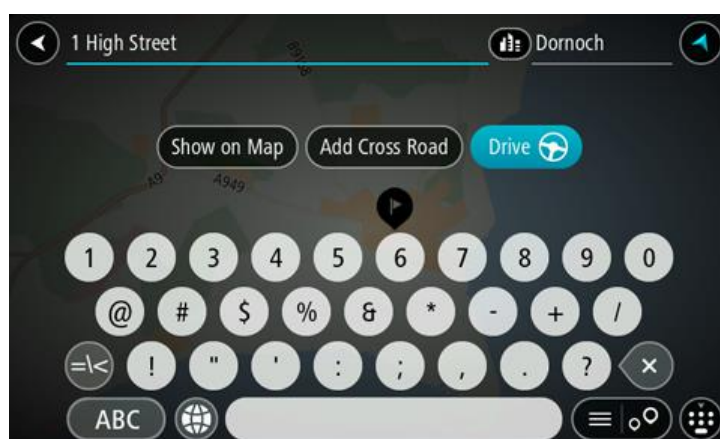 1 High Street Dornoch
B9168
Show on Map Add Cross Road Drive
A9 A949
1 2 3 4 5 6 7 8 9 0
@ # $ % & * - + /
=\< ! " ' : ; , . ?
ABC